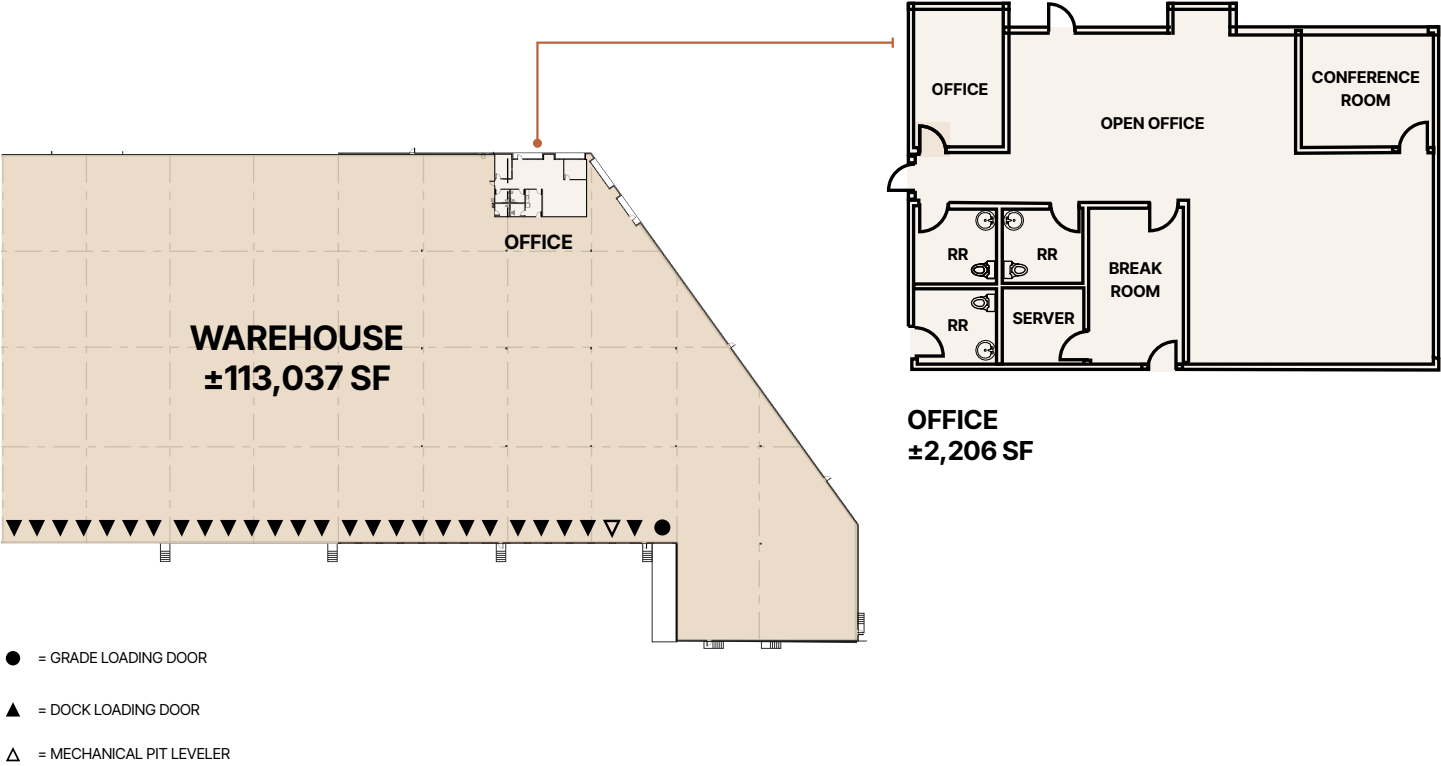 OFFICE
CONFERENCE
ROOM
OPEN OFFICE
RR
RR
BREAK
ROOM
RR
SERVER
OFFICE
±2,206 SF
OFFICE
WAREHOUSE
±113,037 SF
= GRADE LOADING DOOR
= DOCK LOADING DOOR
= MECHANICAL PIT LEVELER